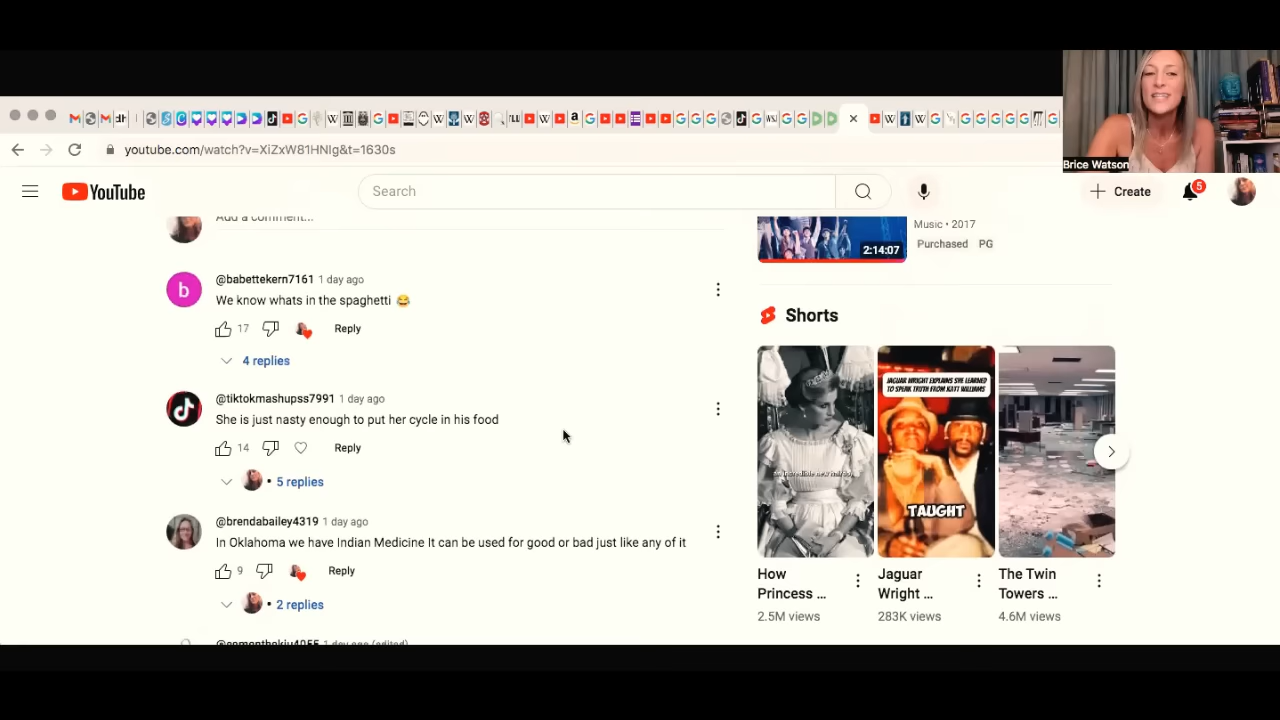 youtube.com/watch?v=XiZxW81HNIg&t=1630s
Brice Watson
YouTube
Search
Create
5
Add a comment...
@babettekern7161 1 day ago
We know whats in the spaghetti 😂
17 Reply
4 replies
@tiktokmashupss7991 1 day ago
She is just nasty enough to put her cycle in his food
14 Reply
• 5 replies
@brendabailey4319 1 day ago
In Oklahoma we have Indian Medicine It can be used for good or bad just like any of it
9 Reply
• 2 replies
1 day ago (edited)
2:14:07
Music • 2017
Purchased PG
Shorts
JAGUAR WRIGHT EXPLAINS SHE LEARNED
TO SPEAK TRUTH FROM KATT WILLIAMS
TAUGHT
How
Princess ...
2.5M views
Jaguar
Wright ...
283K views
The Twin
Towers ...
4.6M views